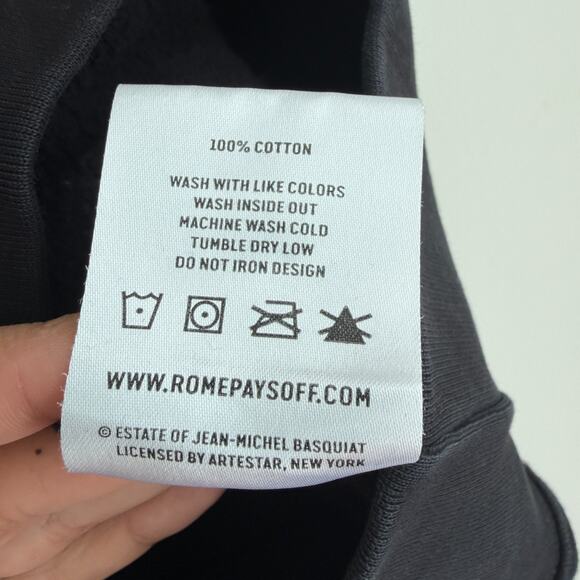 100% COTTON
WASH WITH LIKE COLORS
WASH INSIDE OUT
MACHINE WASH COLD
TUMBLE DRY LOW
DO NOT IRON DESIGN
WWW.ROMEPAYSOFF.COM
© ESTATE OF JEAN-MICHEL BASQUIAT
LICENSED BY ARTESTAR, NEW YORK